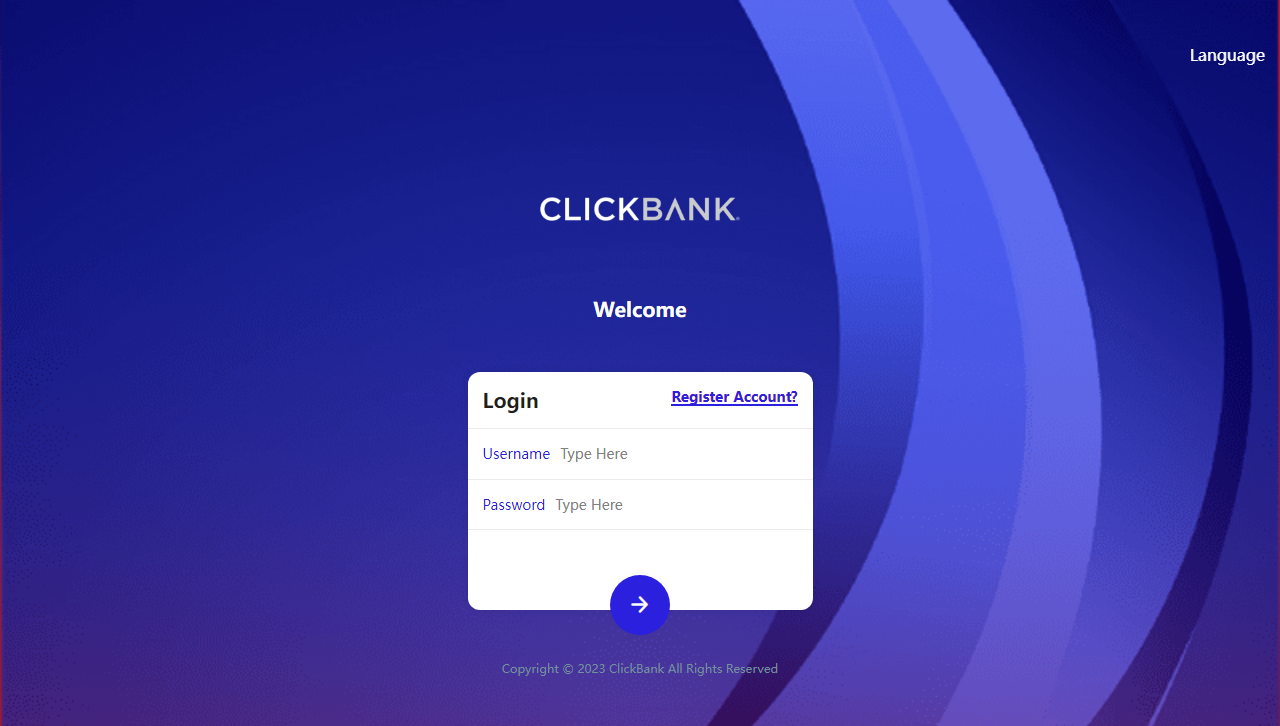 Language
CLICKBANK.
Welcome
Login
Register Account?
Username Type Here
Password Type Here
Copyright © 2023 ClickBank All Rights Reserved